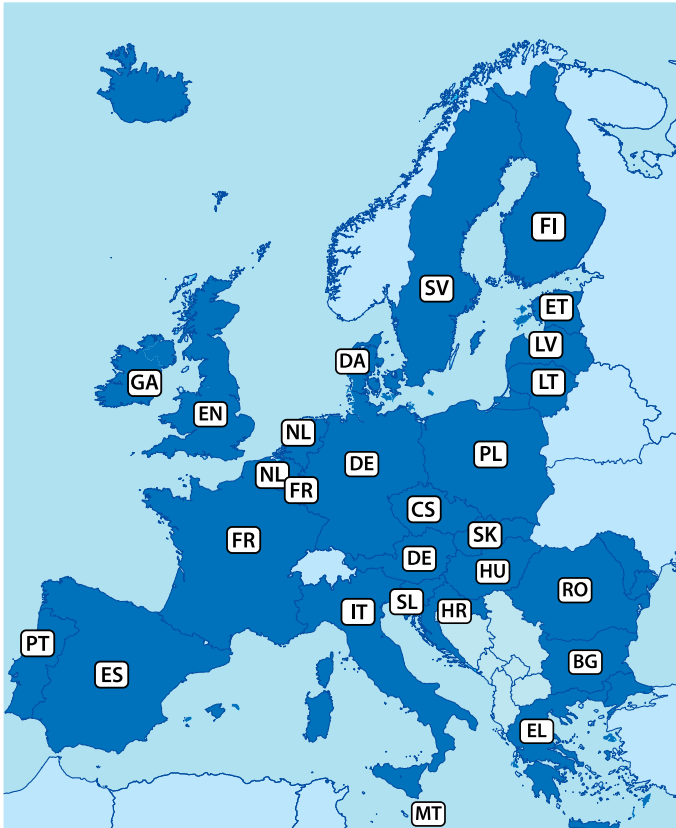 FI
SV
ET
LV
DA
LT
GA
EN
NL
PL
DE
NL
FR
CS
SK
FR
DE
HU
RO
SL
HR
IT
PT
BG
ES
EL
MT